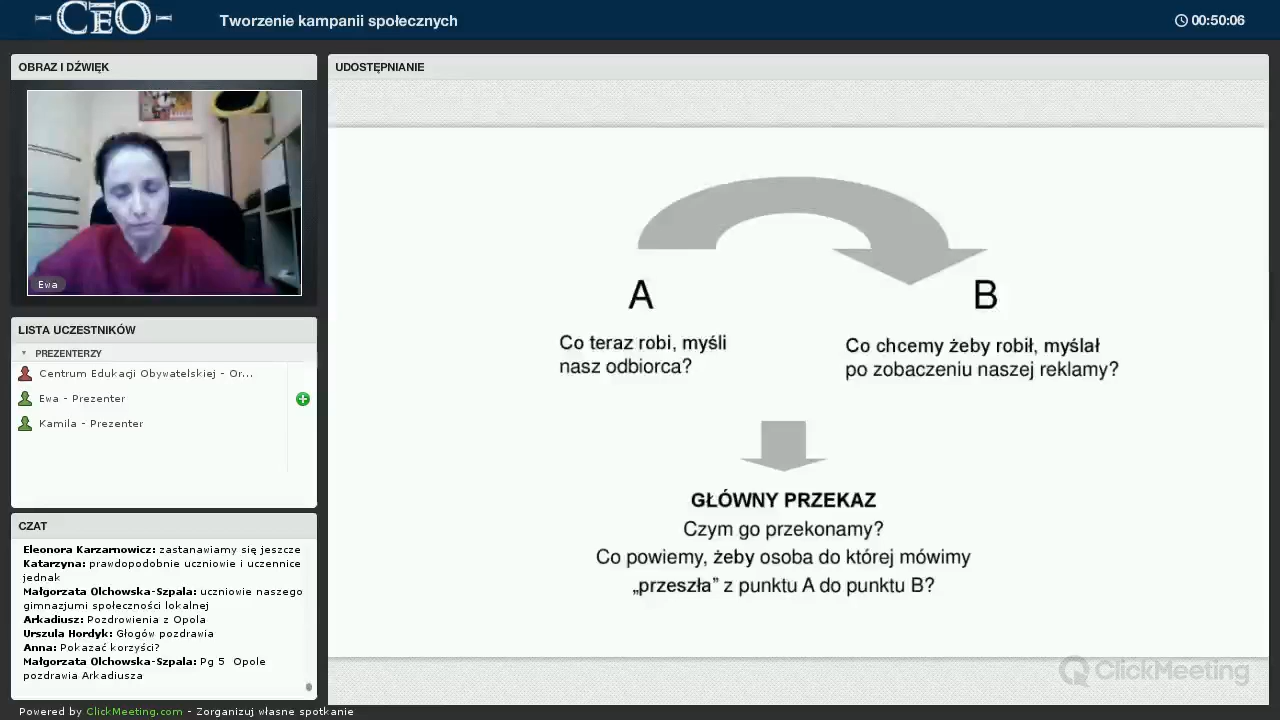 CEO
Tworzenie kampanii społecznych
00:50:06
OBRAZ I DŹWIĘK
Ewa
LISTA UCZESTNIKÓW
PREZENTERZY
Centrum Edukacji Obywatelskiej - Or...
Ewa - Prezenter
Kamila - Prezenter
CZAT
Eleonora Karzarnowicz: zastanawiamy się jeszcze
Katarzyna: prawdopodobnie uczniowie i uczennice
jednak
Małgorzata Olchowska-Szpala: uczniowie naszego
gimnazjumi społeczności lokalnej
Arkadiusz: Pozdrowienia z Opola
Urszula Hordyk: Głogów pozdrawia
Anna: Pokazać korzyści?
Małgorzata Olchowska-Szpala: Pg 5 Opole
pozdrawia Arkadiusza
UDOSTĘPNIANIE
A
Co teraz robi, myśli
nasz odbiorca?
B
Co chcemy żeby robił, myślał
po zobaczeniu naszej reklamy?
GŁÓWNY PRZEKAZ
Czym go przekonamy?
Co powiemy, żeby osoba do której mówimy
„przeszła” z punktu A do punktu B?
ClickMeeting
Powered by ClickMeeting.com - Zorganizuj własne spotkanie